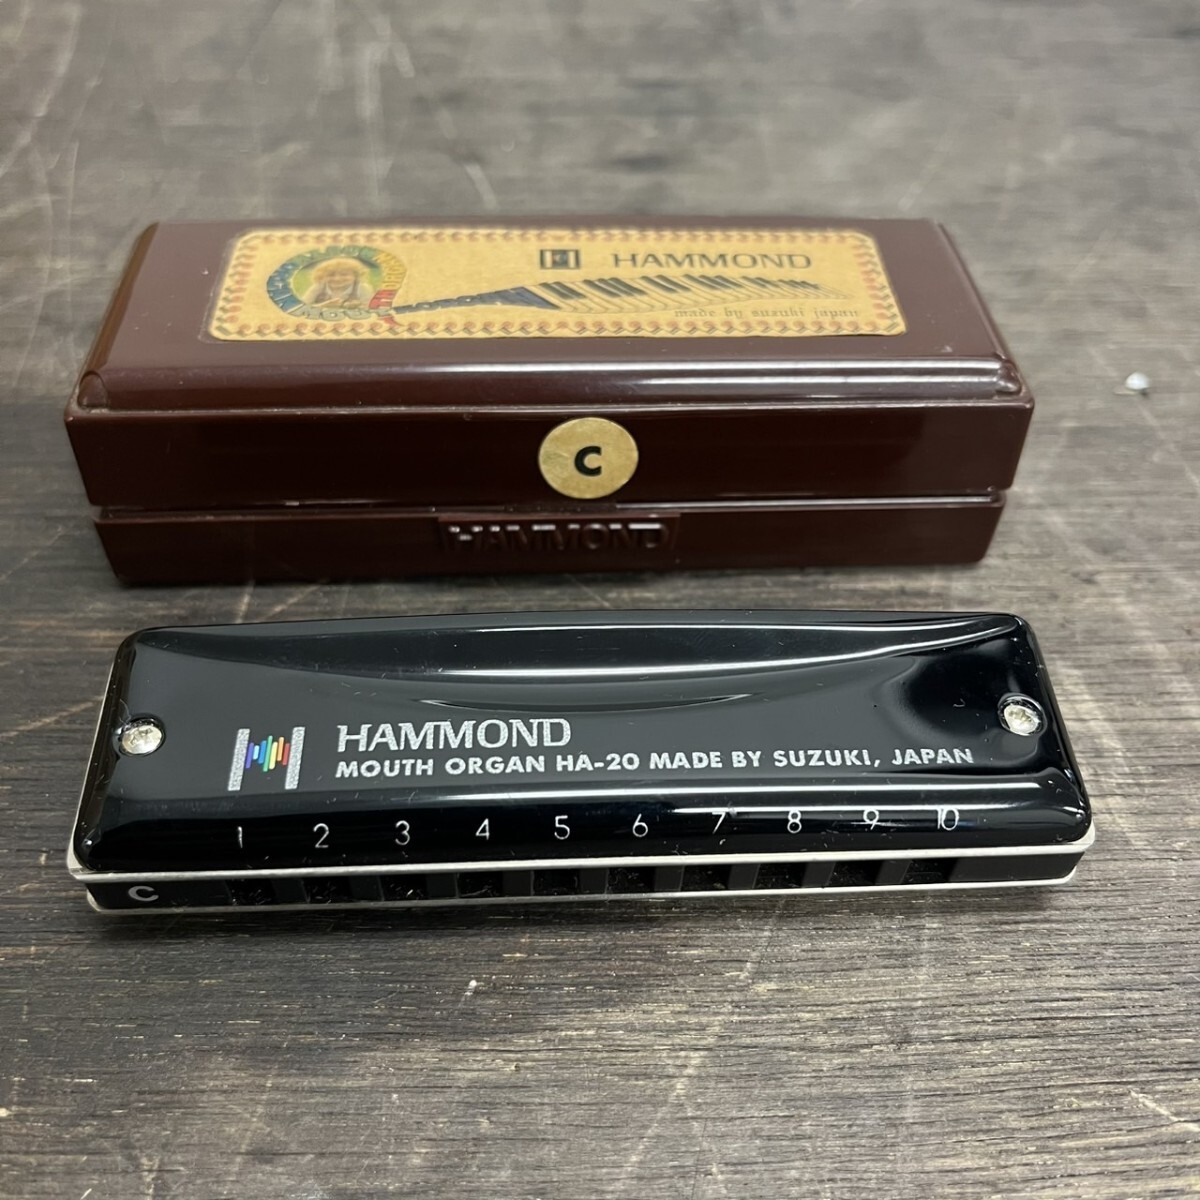 HAMMOND
made by suzuki japan
C
HAMMOND
HAMMOND
MOUTH ORGAN HA-20 MADE BY SUZUKI, JAPAN
1 2 3 4 5 6 7 8 9 10
C